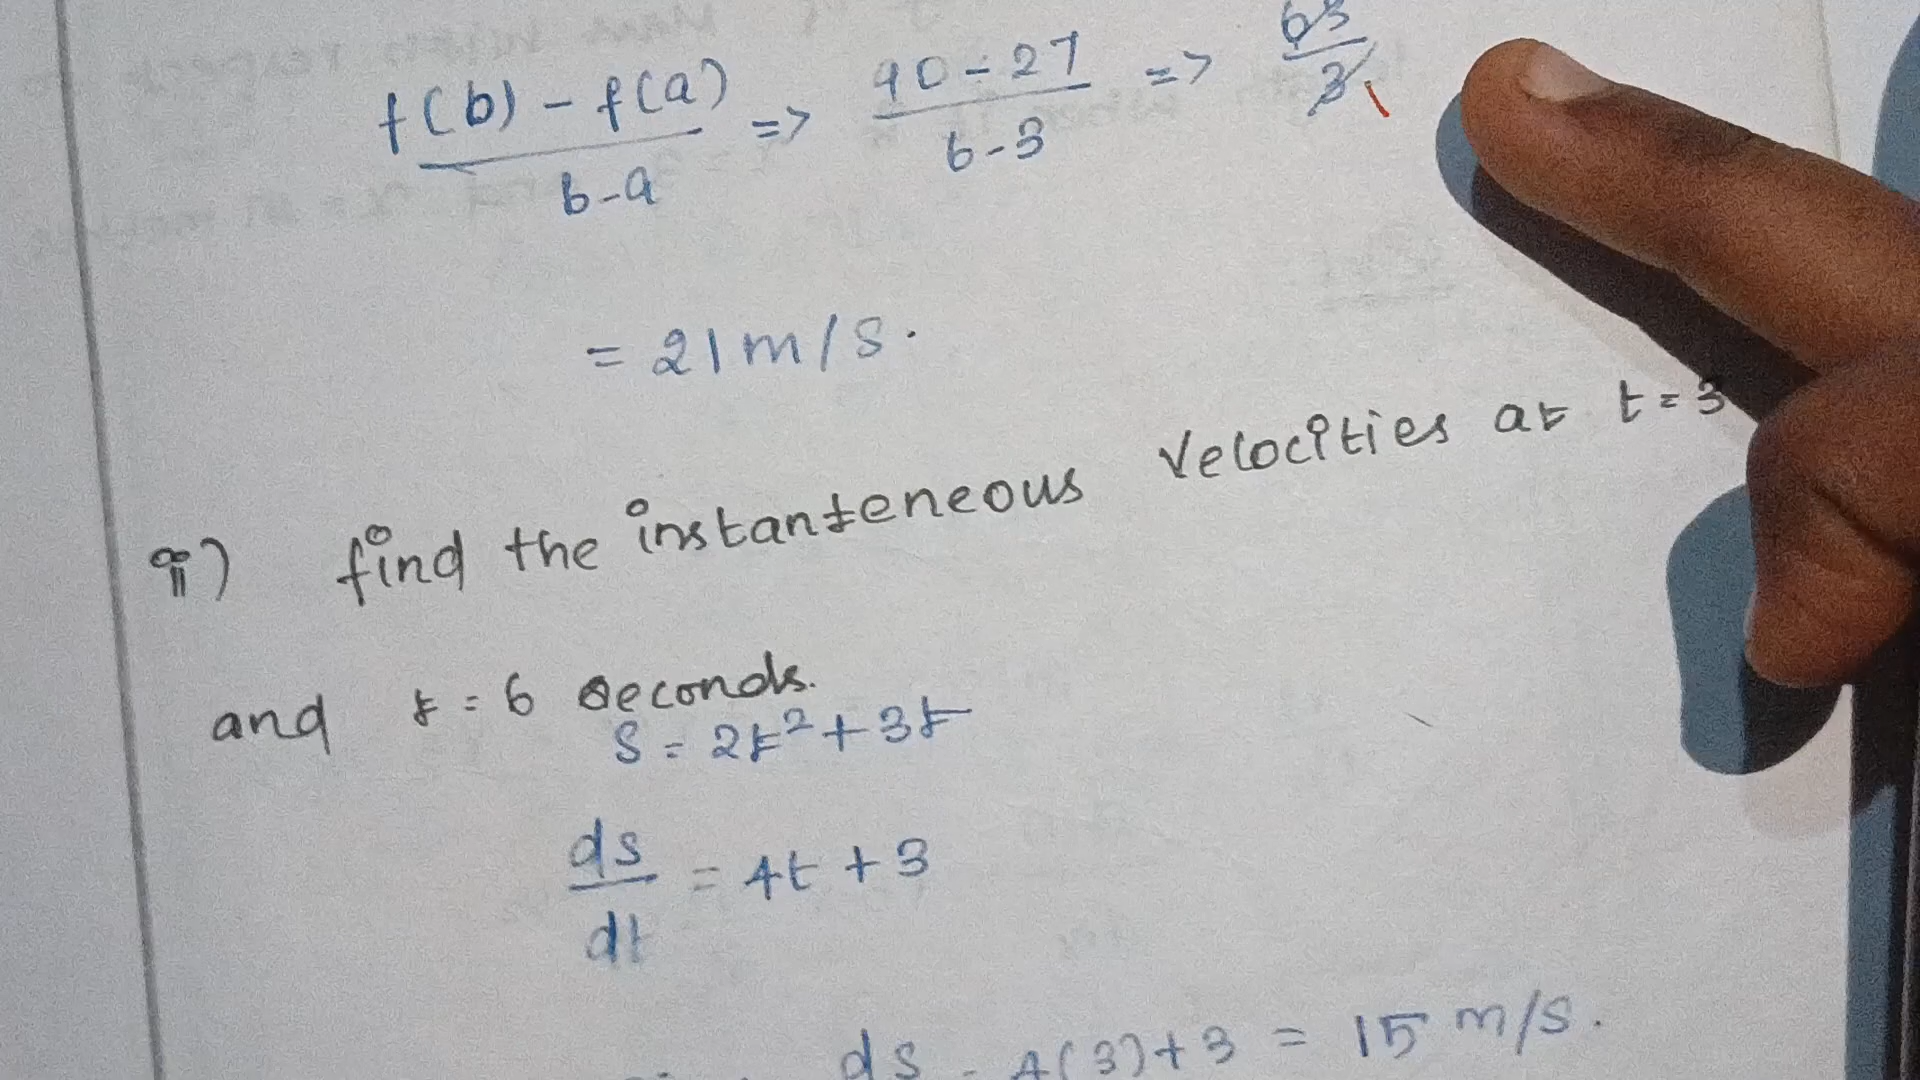 f(b) - f(a) / b-a => 90-27 / 6-3 => 63 / 3 1
= 21 m/s.
ii) find the instanteneous velocities at t = 3
and t = 6 seconds.
S = 2t² + 3t
ds/dt = 4t + 3
ds 4(3)+3 = 15 m/s.